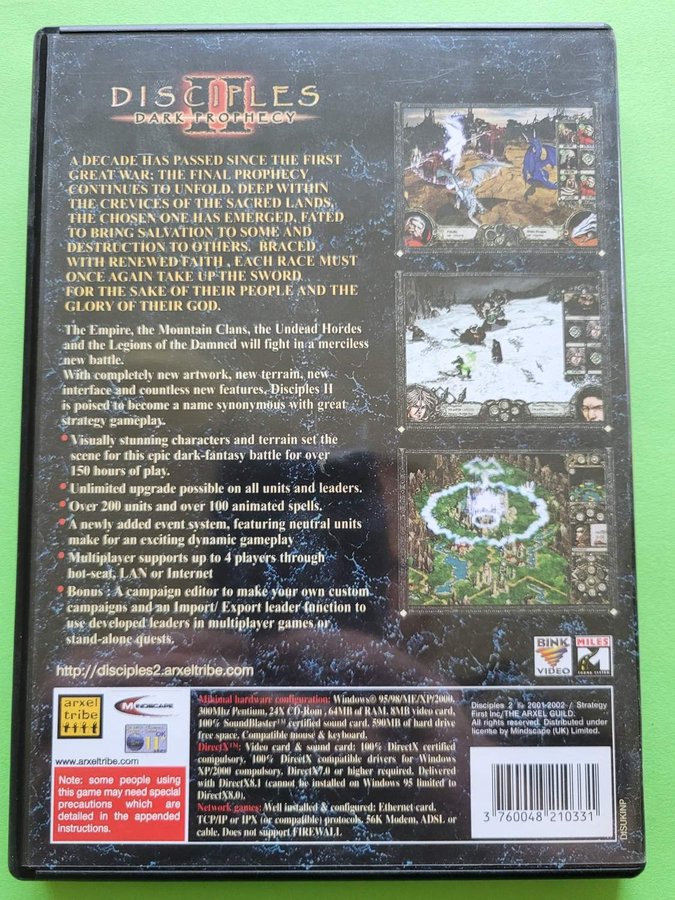 DISCIPLES
II
DARK PROPHECY
A DECADE HAS PASSED SINCE THE FIRST
GREAT WAR; THE FINAL PROPHECY
CONTINUES TO UNFOLD. DEEP WITHIN
THE CREVICES OF THE SACRED LANDS,
THE CHOSEN ONE HAS EMERGED, FATED
TO BRING SALVATION TO SOME AND
DESTRUCTION TO OTHERS. BRACED
WITH RENEWED FAITH , EACH RACE MUST
ONCE AGAIN TAKE UP THE SWORD
FOR THE SAKE OF THEIR PEOPLE AND THE
GLORY OF THEIR GOD.
The Empire, the Mountain Clans, the Undead Hordes
and the Legions of the Damned will fight in a merciless
new battle.
With completely new artwork, new terrain, new
interface and countless new features, Disciples II
is poised to become a name synonymous with great
strategy gameplay.
• Visually stunning characters and terrain set the
scene for this epic dark-fantasy battle for over
150 hours of play.
• Unlimited upgrade possible on all units and leaders.
• Over 200 units and over 100 animated spells.
• A newly added event system, featuring neutral units
make for an exciting dynamic gameplay
• Multiplayer supports up to 4 players through
hot-seat, LAN or Internet
• Bonus : A campaign editor to make your own custom
campaigns and an Import/ Export leader function to
use developed leaders in multiplayer games or
stand-alone quests.
http://disciples2.arxeltribe.com
BINK
VIDEO
MILES
SOUND SYSTEM
arxel
tribe
MINDSCAPE
OK
11
www.arxeltribe.com
Note: some people using
this game may need special
precautions which are
detailed in the appended
instructions.
Minimal hardware configuration: Windows® 95/98/ME/XP/2000,
300Mhz Pentium, 24X CD-Rom , 64MB of RAM, 8MB video card,
100% SoundBlaster™ certified sound card, 590MB of hard drive
free space. Compatible mouse & keyboard.
DirectX™: Video card & sound card: 100% DirectX certified
compulsory. 100% DirectX compatible drivers for Windows
XP/2000 compulsory. DirectX7.0 or higher required. Delivered
with DirectX8.1 (cannot be installed on Windows 95 limited to
DirectX8.0).
Network games: Well installed & configured: Ethernet card.
TCP/IP or IPX (or compatible) protocols. 56K Modem, ADSL or
cable. Does not support FIREWALL
Disciples 2 ® 2001-2002- / Strategy
First Inc/THE ARXEL GUILD. Distributed under
license by Mindscape (UK) Limited.
3 760048 210331
DISUKINP